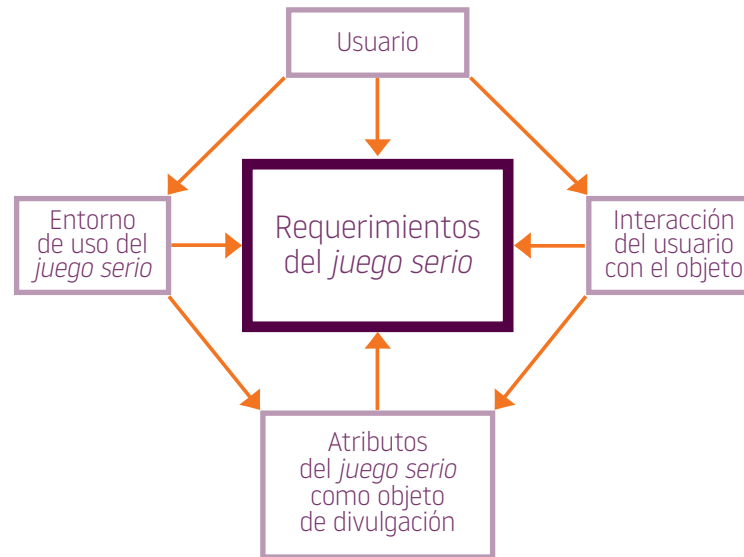 Usuario
Entorno
de uso del
juego serio
Requerimientos
del juego serio
Interacción
del usuario
con el objeto
Atributos
del juego serio
como objeto
de divulgación